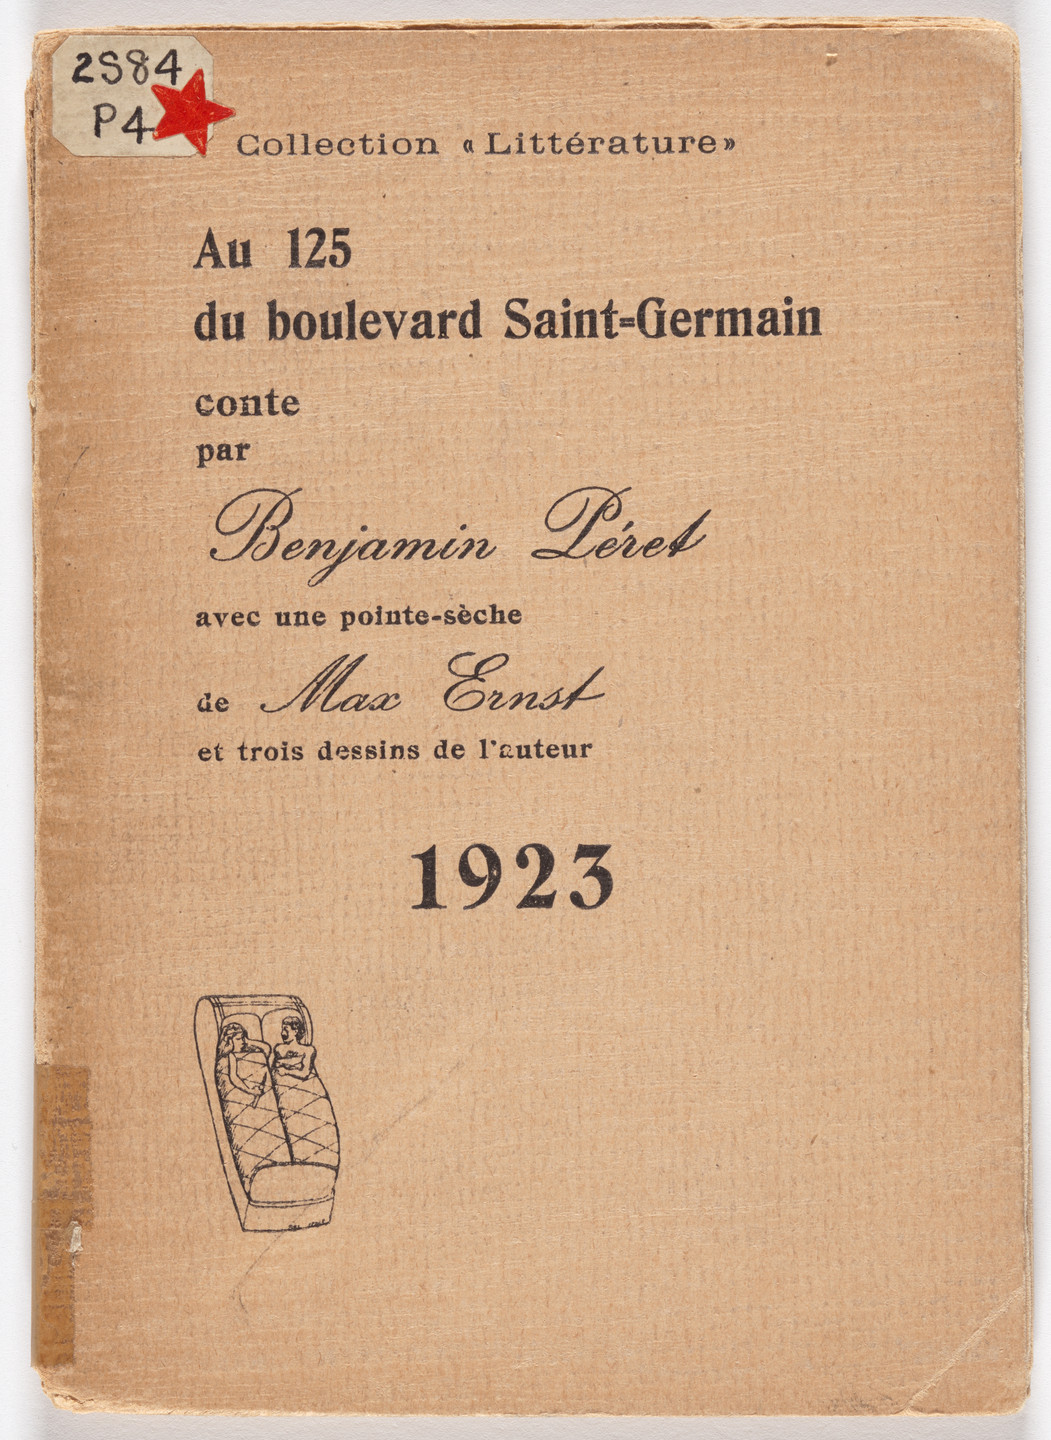 2S84
P4
Collection « Littérature »
Au 125
du boulevard Saint-Germain
conte
par
Benjamin Péret
avec une pointe-sèche
de Max Ernst
et trois dessins de l'auteur
1923